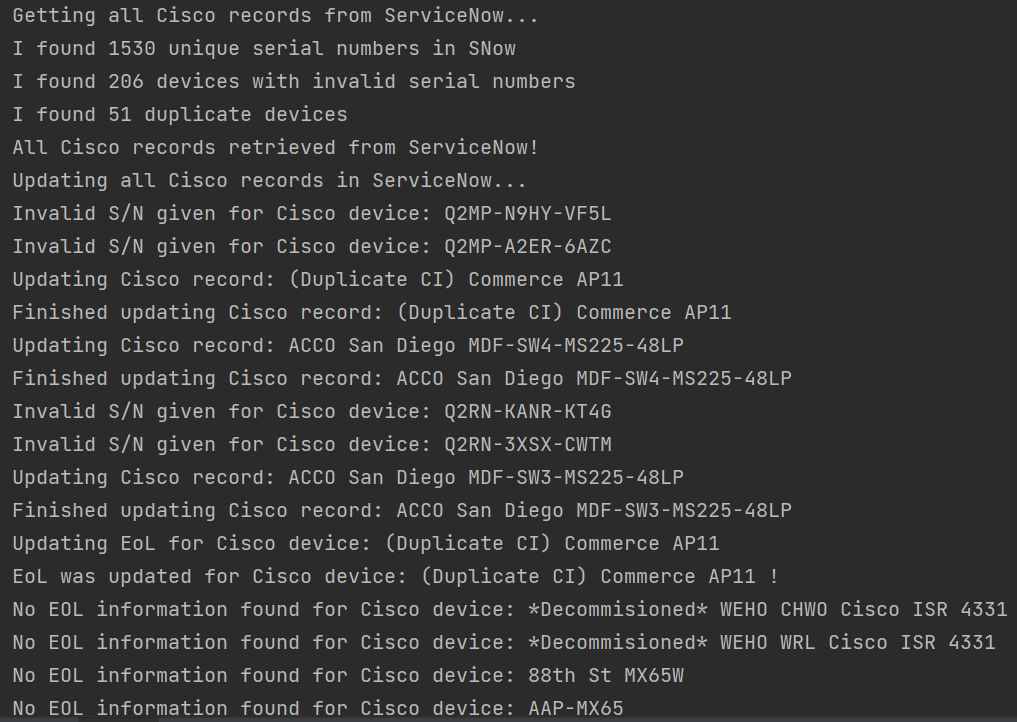 Getting all Cisco records from ServiceNow...
I found 1530 unique serial numbers in SNow
I found 206 devices with invalid serial numbers
I found 51 duplicate devices
All Cisco records retrieved from ServiceNow!
Updating all Cisco records in ServiceNow...
Invalid S/N given for Cisco device: Q2MP-N9HY-VF5L
Invalid S/N given for Cisco device: Q2MP-A2ER-6AZC
Updating Cisco record: (Duplicate CI) Commerce AP11
Finished updating Cisco record: (Duplicate CI) Commerce AP11
Updating Cisco record: ACCO San Diego MDF-SW4-MS225-48LP
Finished updating Cisco record: ACCO San Diego MDF-SW4-MS225-48LP
Invalid S/N given for Cisco device: Q2RN-KANR-KT4G
Invalid S/N given for Cisco device: Q2RN-3XSX-CWTM
Updating Cisco record: ACCO San Diego MDF-SW3-MS225-48LP
Finished updating Cisco record: ACCO San Diego MDF-SW3-MS225-48LP
Updating EoL for Cisco device: (Duplicate CI) Commerce AP11
EoL was updated for Cisco device: (Duplicate CI) Commerce AP11 !
No EOL information found for Cisco device: *Decommisioned* WEHO CHWO Cisco ISR 4331
No EOL information found for Cisco device: *Decommisioned* WEHO WRL Cisco ISR 4331
No EOL information found for Cisco device: 88th St MX65W
No EOL information found for Cisco device: AAP-MX65